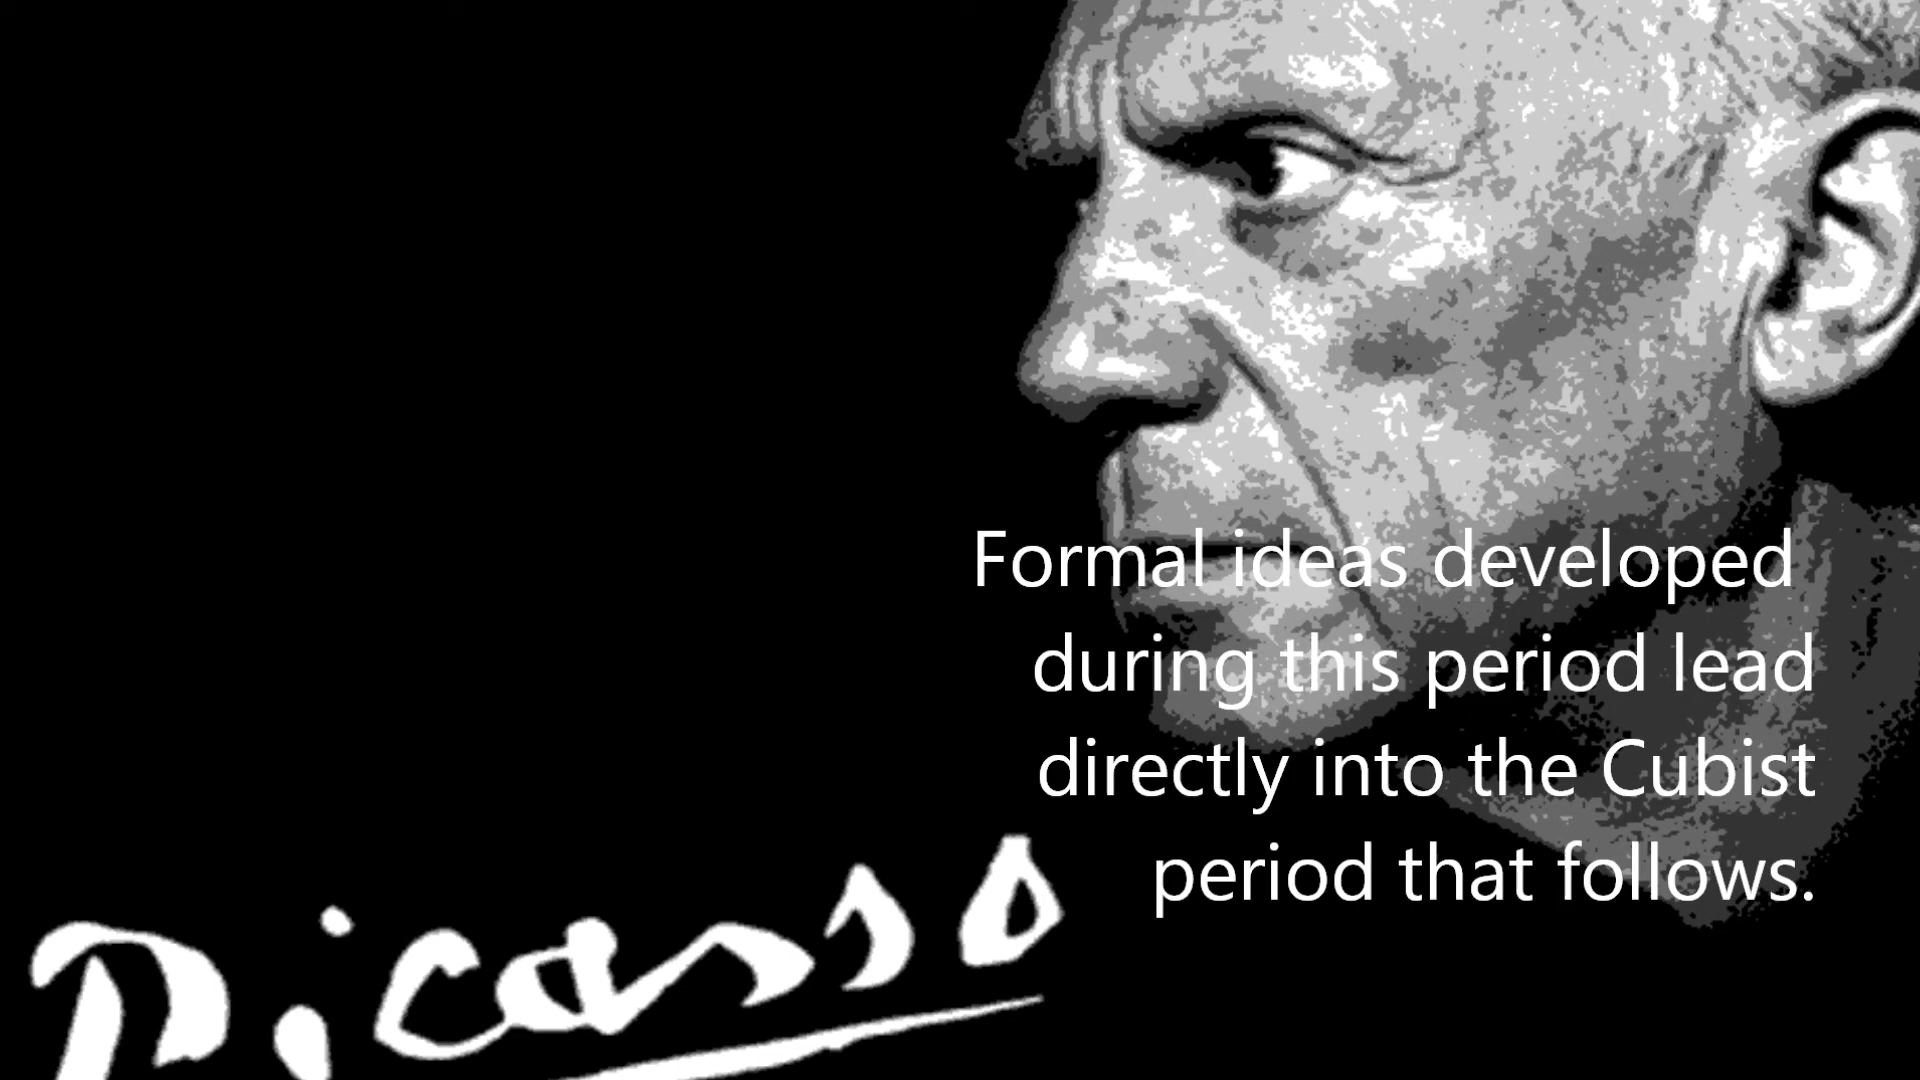 Formal ideas developed
during this period lead
directly into the Cubist
period that follows.
Picasso